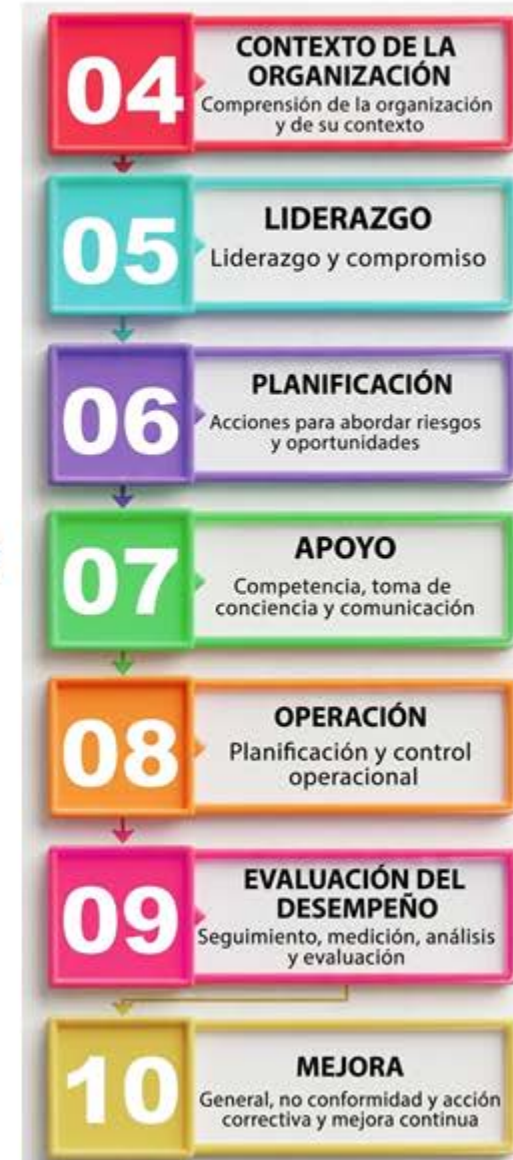 04
CONTEXTO DE LA
ORGANIZACIÓN
Comprensión de la organización
y de su contexto
05
LIDERAZGO
Liderazgo y compromiso
06
PLANIFICACIÓN
Acciones para abordar riesgos
y oportunidades
07
APOYO
Competencia, toma de
conciencia y comunicación
08
OPERACIÓN
Planificación y control
operacional
09
EVALUACIÓN DEL
DESEMPEÑO
Seguimiento, medición, análisis
y evaluación
10
MEJORA
General, no conformidad y acción
correctiva y mejora continua